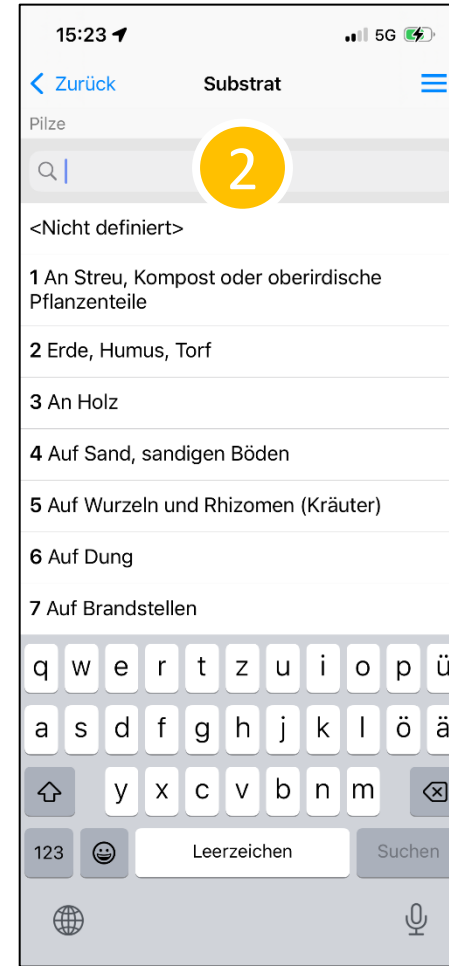 15:23 5G
Zurück Substrat
Pilze
2
<Nicht definiert>
1 An Streu, Kompost oder oberirdische
Pflanzenteile
2 Erde, Humus, Torf
3 An Holz
4 Auf Sand, sandigen Böden
5 Auf Wurzeln und Rhizomen (Kräuter)
6 Auf Dung
7 Auf Brandstellen
q w e r t z u i o p ü
a s d f g h j k l ö ä
y x c v b n m
123 Leerzeichen Suchen